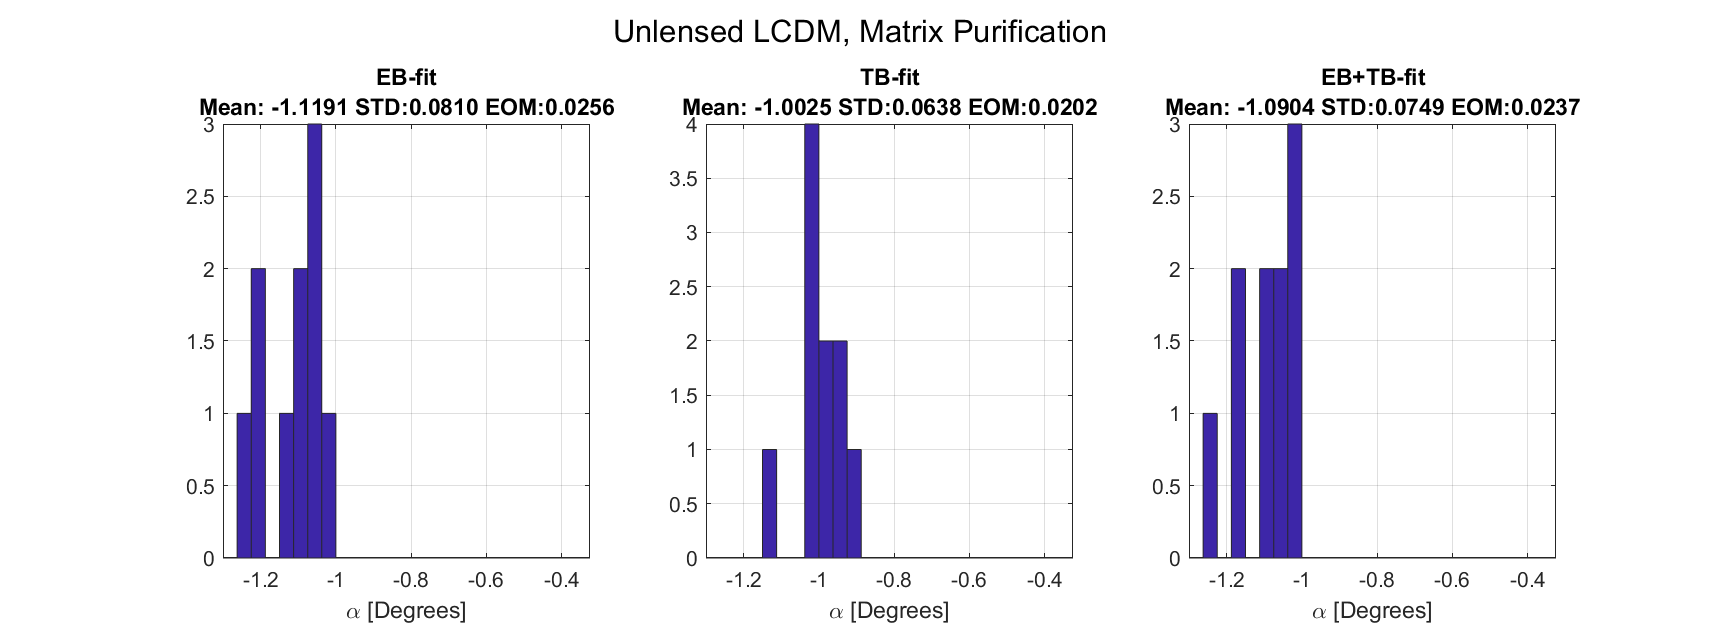 Unlensed LCDM, Matrix Purification
EB-fit
Mean: -1.1191 STD:0.0810 EOM:0.0256
3
2.5
2
1.5
1
0.5
0
-1.2 -1 -0.8 -0.6 -0.4
α [Degrees]
TB-fit
Mean: -1.0025 STD:0.0638 EOM:0.0202
4
3.5
3
2.5
2
1.5
1
0.5
0
-1.2 -1 -0.8 -0.6 -0.4
α [Degrees]
EB+TB-fit
Mean: -1.0904 STD:0.0749 EOM:0.0237
3
2.5
2
1.5
1
0.5
0
-1.2 -1 -0.8 -0.6 -0.4
α [Degrees]